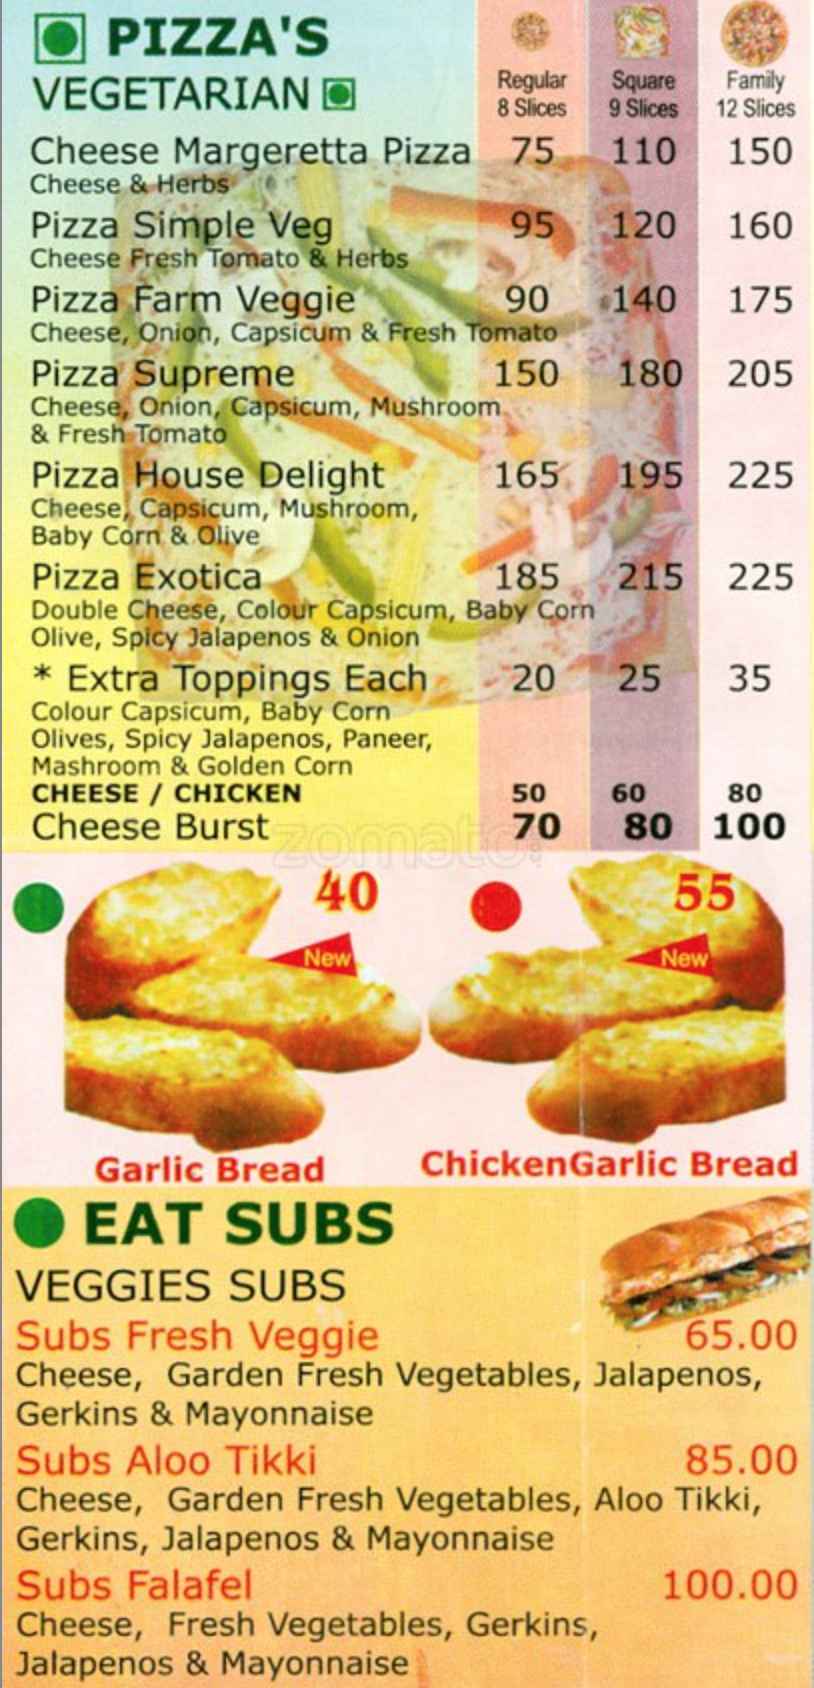 PIZZA'S
VEGETARIAN
Regular Square Family
8 Slices 9 Slices 12 Slices
Cheese Margeretta Pizza 75 110 150
Cheese & Herbs
Pizza Simple Veg 95 120 160
Cheese Fresh Tomato & Herbs
Pizza Farm Veggie 90 140 175
Cheese, Onion, Capsicum & Fresh Tomato
Pizza Supreme 150 180 205
Cheese, Onion, Capsicum, Mushroom
& Fresh Tomato
Pizza House Delight 165 195 225
Cheese, Capsicum, Mushroom,
Baby Corn & Olive
Pizza Exotica 185 215 225
Double Cheese, Colour Capsicum, Baby Corn
Olive, Spicy Jalapenos & Onion
* Extra Toppings Each 20 25 35
Colour Capsicum, Baby Corn
Olives, Spicy Jalapenos, Paneer,
Mashroom & Golden Corn
CHEESE / CHICKEN 50 60 80
Cheese Burst 70 80 100
zomato
40 55
New New
Garlic Bread ChickenGarlic Bread
EAT SUBS
VEGGIES SUBS
Subs Fresh Veggie 65.00
Cheese, Garden Fresh Vegetables, Jalapenos,
Gerkins & Mayonnaise
Subs Aloo Tikki 85.00
Cheese, Garden Fresh Vegetables, Aloo Tikki,
Gerkins, Jalapenos & Mayonnaise
Subs Falafel 100.00
Cheese, Fresh Vegetables, Gerkins,
Jalapenos & Mayonnaise